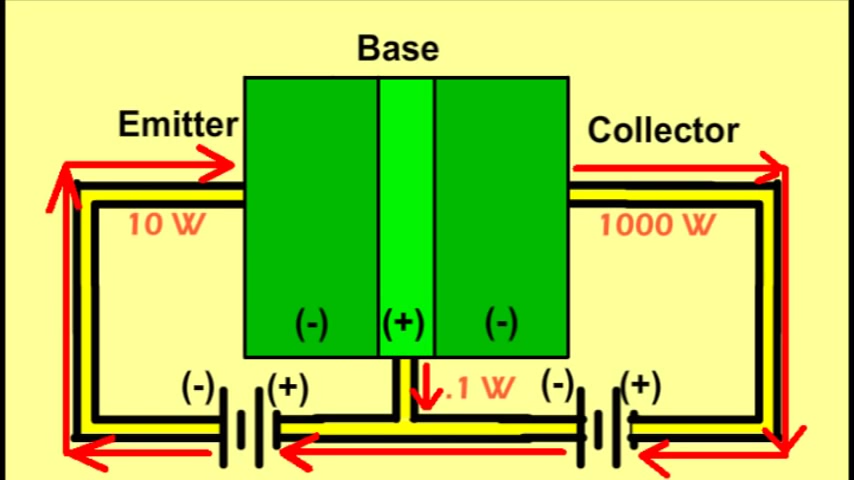 Base
Emitter
Collector
10 W
1000 W
(-) (+) (-)
(-) (+) .1 W (-) (+)